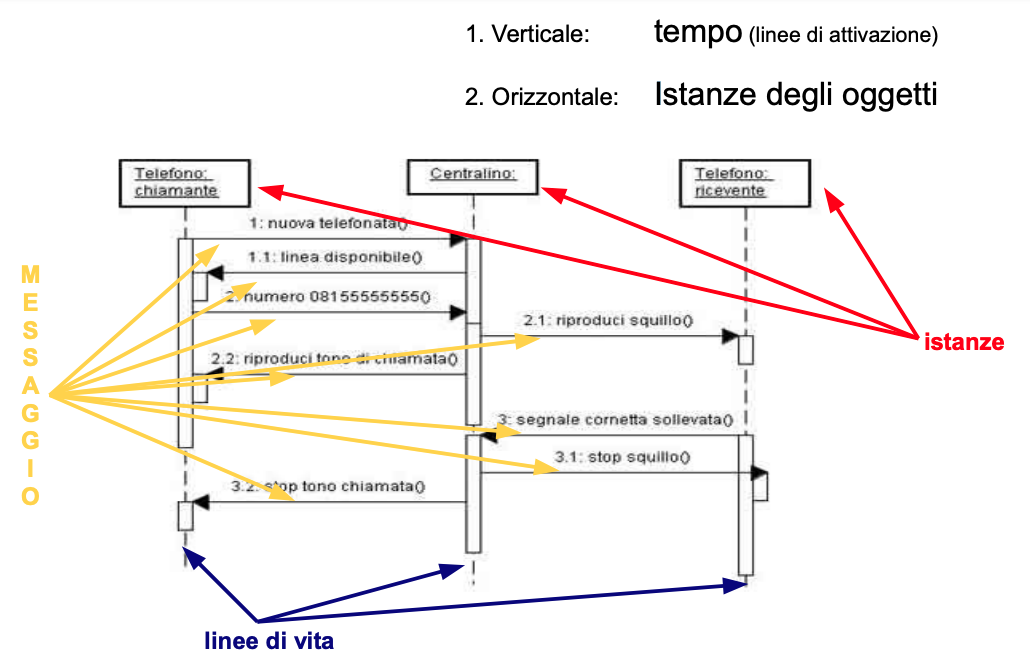 1. Verticale: tempo (linee di attivazione)
2. Orizzontale: Istanze degli oggetti
Telefono:
chiamante
Centralino:
Telefono:
ricevente
1: nuova telefonata()
1.1: linea disponibile()
2: numero 08155555555()
2.1: riproduci squillo()
2.2: riproduci tono di chiamata()
3: segnale cornetta sollevata()
3.1: stop squillo()
3.2: stop tono chiamata()
MESSAGGIO
istanze
linee di vita